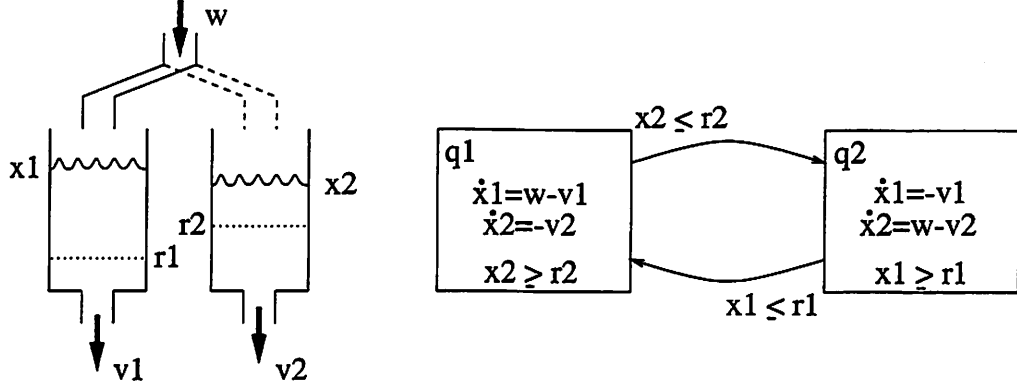 w
x1
x2
r2
r1
v1
v2
x2 ≤ r2
q1
ẋ1=w-v1
ẋ2=-v2
x2 ≥ r2
q2
ẋ1=-v1
ẋ2=w-v2
x1 ≥ r1
x1 ≤ r1